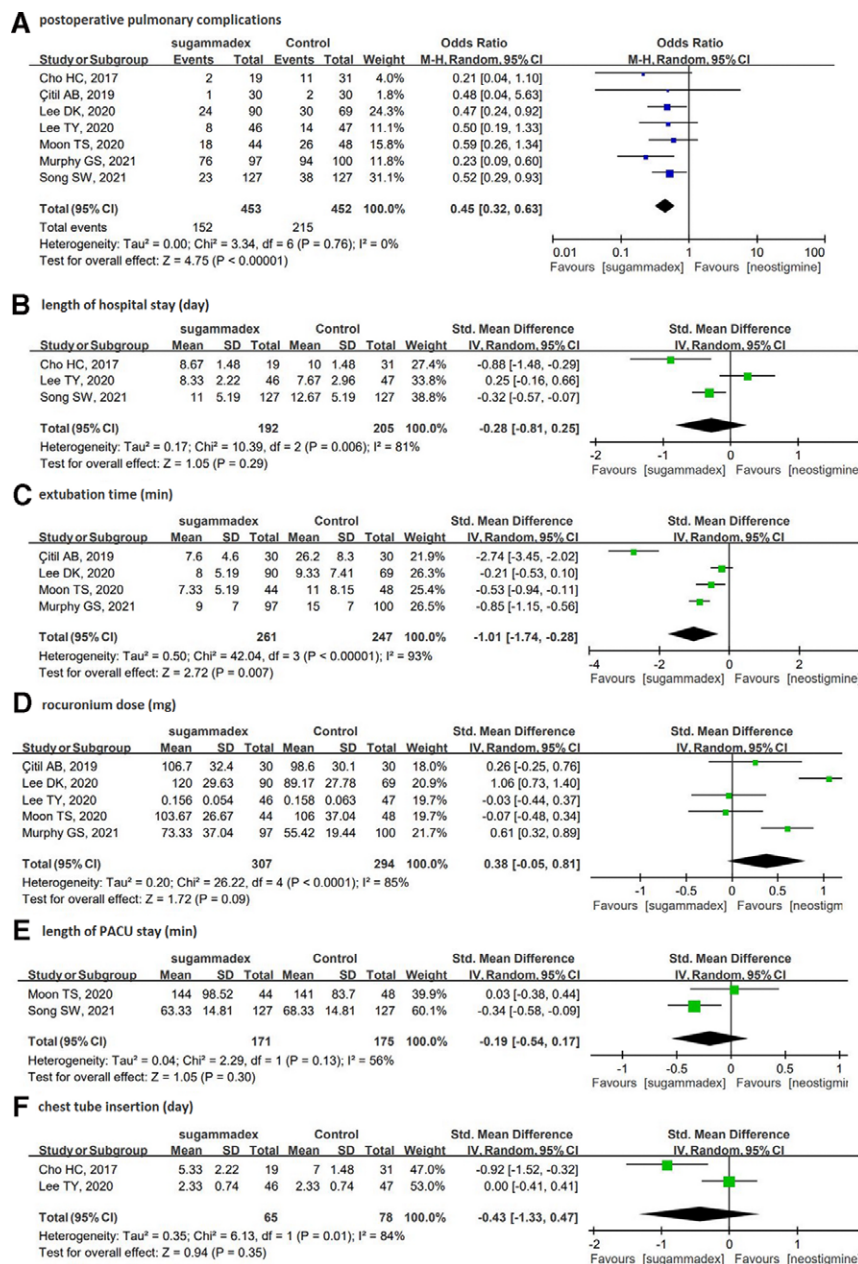 A postoperative pulmonary complications
sugammadex Control Odds Ratio Odds Ratio
Study or Subgroup Events Total Events Total Weight M-H, Random, 95% CI M-H, Random, 95% CI
Cho HC, 2017 2 19 11 31 4.0% 0.21 [0.04, 1.10]
Çitil AB, 2019 1 30 2 30 1.8% 0.48 [0.04, 5.63]
Lee DK, 2020 24 90 30 69 24.3% 0.47 [0.24, 0.92]
Lee TY, 2020 8 46 14 47 11.1% 0.50 [0.19, 1.33]
Moon TS, 2020 18 44 26 48 15.8% 0.59 [0.26, 1.34]
Murphy GS, 2021 76 97 94 100 11.8% 0.23 [0.09, 0.60]
Song SW, 2021 23 127 38 127 31.1% 0.52 [0.29, 0.93]
Total (95% CI) 453 452 100.0% 0.45 [0.32, 0.63]
Total events 152 215
Heterogeneity: Tau² = 0.00; Chi² = 3.34, df = 6 (P = 0.76); I² = 0%
Test for overall effect: Z = 4.75 (P < 0.00001)
0.01 0.1 1 10 100
Favours [sugammadex] Favours [neostigmine]
B length of hospital stay (day)
sugammadex Control Std. Mean Difference Std. Mean Difference
Study or Subgroup Mean SD Total Mean SD Total Weight IV, Random, 95% CI IV, Random, 95% CI
Cho HC, 2017 8.67 1.48 19 10 1.48 31 27.4% -0.88 [-1.48, -0.29]
Lee TY, 2020 8.33 2.22 46 7.67 2.96 47 33.8% 0.25 [-0.16, 0.66]
Song SW, 2021 11 5.19 127 12.67 5.19 127 38.8% -0.32 [-0.57, -0.07]
Total (95% CI) 192 205 100.0% -0.28 [-0.81, 0.25]
Heterogeneity: Tau² = 0.17; Chi² = 10.39, df = 2 (P = 0.006); I² = 81%
Test for overall effect: Z = 1.05 (P = 0.29)
-2 -1 0 1 2
Favours [sugammadex] Favours [neostigmine]
C extubation time (min)
sugammadex Control Std. Mean Difference Std. Mean Difference
Study or Subgroup Mean SD Total Mean SD Total Weight IV, Random, 95% CI IV, Random, 95% CI
Çitil AB, 2019 7.6 4.6 30 26.2 8.3 30 21.9% -2.74 [-3.45, -2.02]
Lee DK, 2020 8 5.19 90 9.33 7.41 69 26.3% -0.21 [-0.53, 0.10]
Moon TS, 2020 7.33 5.19 44 11 8.15 48 25.4% -0.53 [-0.94, -0.11]
Murphy GS, 2021 9 7 97 15 7 100 26.5% -0.85 [-1.15, -0.56]
Total (95% CI) 261 247 100.0% -1.01 [-1.74, -0.28]
Heterogeneity: Tau² = 0.50; Chi² = 42.04, df = 3 (P < 0.00001); I² = 93%
Test for overall effect: Z = 2.72 (P = 0.007)
-4 -2 0 2
Favours [sugammadex] Favours [neostigmine]
D rocuronium dose (mg)
sugammadex Control Std. Mean Difference Std. Mean Difference
Study or Subgroup Mean SD Total Mean SD Total Weight IV, Random, 95% CI IV, Random, 95% CI
Çitil AB, 2019 106.7 32.4 30 98.6 30.1 30 18.0% 0.26 [-0.25, 0.76]
Lee DK, 2020 120 29.63 90 89.17 27.78 69 20.9% 1.06 [0.73, 1.40]
Lee TY, 2020 0.156 0.054 46 0.158 0.063 47 19.7% -0.03 [-0.44, 0.37]
Moon TS, 2020 103.67 26.67 44 106 37.04 48 19.7% -0.07 [-0.48, 0.34]
Murphy GS, 2021 73.33 37.04 97 55.42 19.44 100 21.7% 0.61 [0.32, 0.89]
Total (95% CI) 307 294 100.0% 0.38 [-0.05, 0.81]
Heterogeneity: Tau² = 0.20; Chi² = 26.22, df = 4 (P < 0.0001); I² = 85%
Test for overall effect: Z = 1.72 (P = 0.09)
-1 -0.5 0 0.5 1
Favours [sugammadex] Favours [neostigm
E length of PACU stay (min)
sugammadex Control Std. Mean Difference Std. Mean Difference
Study or Subgroup Mean SD Total Mean SD Total Weight IV, Random, 95% CI IV, Random, 95% CI
Moon TS, 2020 144 98.52 44 141 83.7 48 39.9% 0.03 [-0.38, 0.44]
Song SW, 2021 63.33 14.81 127 68.33 14.81 127 60.1% -0.34 [-0.58, -0.09]
Total (95% CI) 171 175 100.0% -0.19 [-0.54, 0.17]
Heterogeneity: Tau² = 0.04; Chi² = 2.29, df = 1 (P = 0.13); I² = 56%
Test for overall effect: Z = 1.05 (P = 0.30)
-1 -0.5 0 0.5 1
Favours [sugammadex] Favours [neostigmi
F chest tube insertion (day)
sugammadex Control Std. Mean Difference Std. Mean Difference
Study or Subgroup Mean SD Total Mean SD Total Weight IV, Random, 95% CI IV, Random, 95% CI
Cho HC, 2017 5.33 2.22 19 7 1.48 31 47.0% -0.92 [-1.52, -0.32]
Lee TY, 2020 2.33 0.74 46 2.33 0.74 47 53.0% 0.00 [-0.41, 0.41]
Total (95% CI) 65 78 100.0% -0.43 [-1.33, 0.47]
Heterogeneity: Tau² = 0.35; Chi² = 6.13, df = 1 (P = 0.01); I² = 84%
Test for overall effect: Z = 0.94 (P = 0.35)
-2 -1 0 1 2
Favours [sugammadex] Favours [neostigmine]